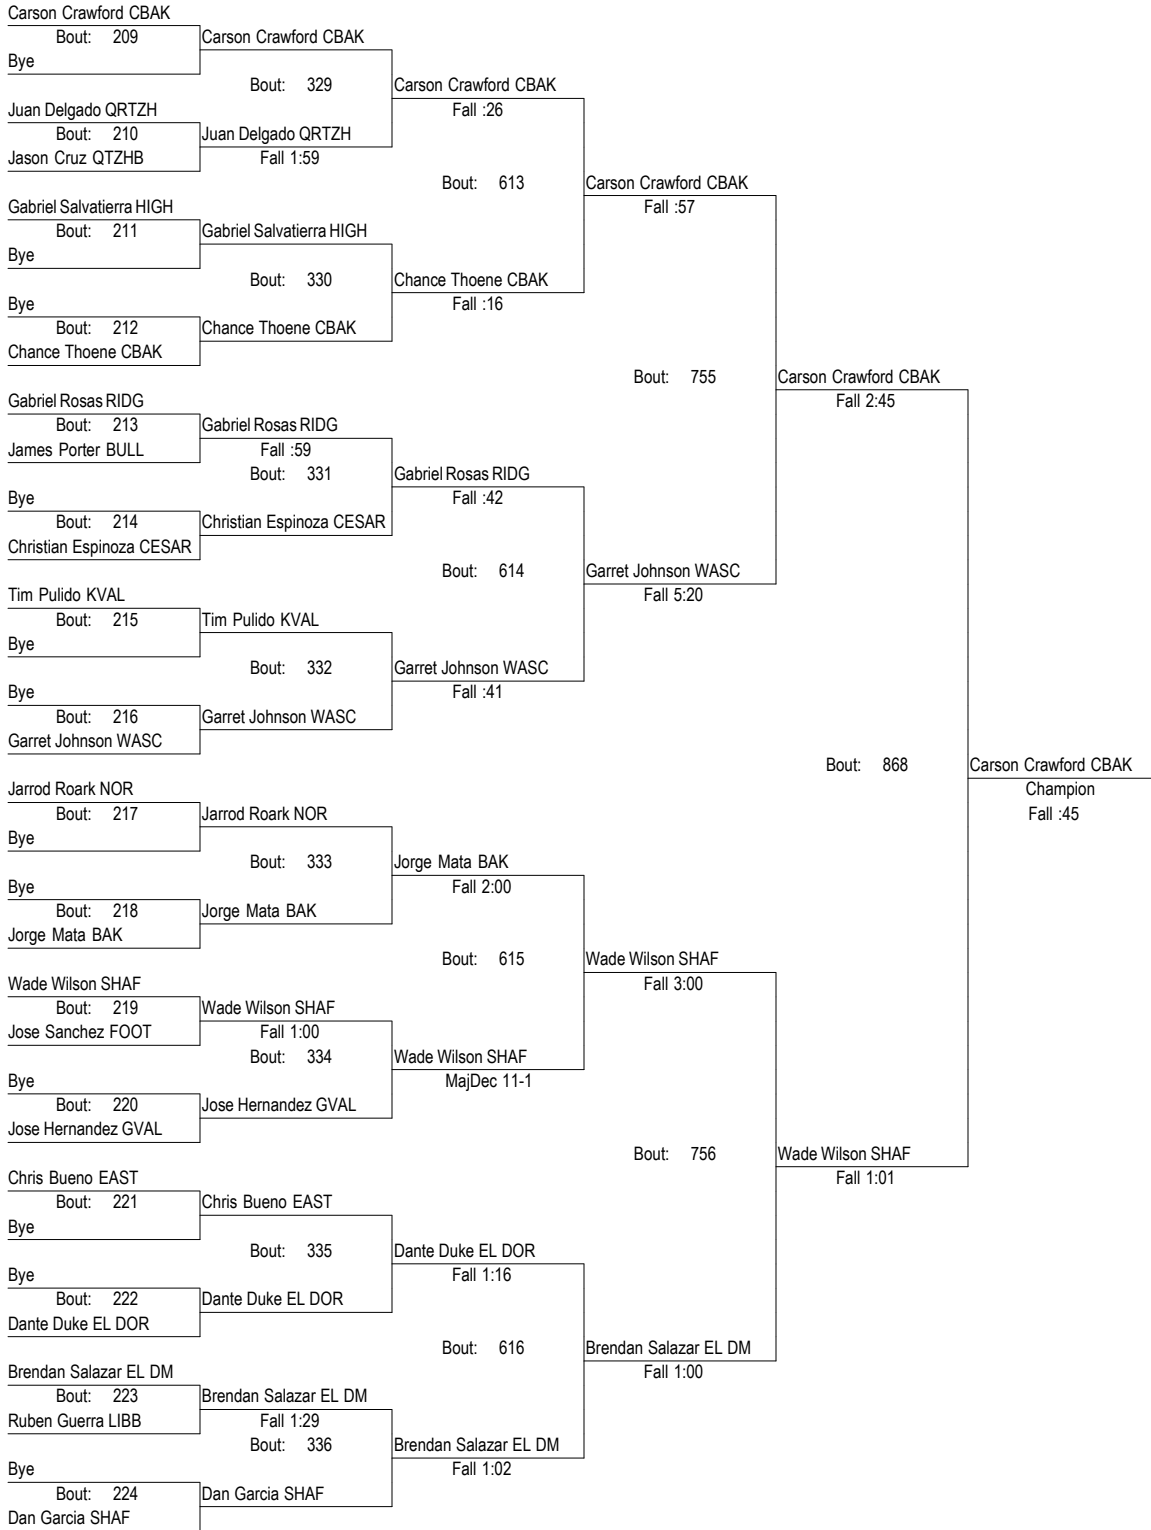 Carson Crawford CBAK
Bout: 209
Bye
Carson Crawford CBAK
Bout: 329
Carson Crawford CBAK
Fall :26
Juan Delgado QRTZH
Bout: 210
Jason Cruz QTZHB
Juan Delgado QRTZH
Fall 1:59
Bout: 613
Carson Crawford CBAK
Fall :57
Gabriel Salvatierra HIGH
Bout: 211
Bye
Gabriel Salvatierra HIGH
Bout: 330
Chance Thoene CBAK
Fall :16
Bye
Bout: 212
Chance Thoene CBAK
Chance Thoene CBAK
Bout: 755
Carson Crawford CBAK
Fall 2:45
Gabriel Rosas RIDG
Bout: 213
James Porter BULL
Gabriel Rosas RIDG
Fall :59
Bout: 331
Gabriel Rosas RIDG
Fall :42
Bye
Bout: 214
Christian Espinoza CESAR
Christian Espinoza CESAR
Bout: 614
Garret Johnson WASC
Fall 5:20
Tim Pulido KVAL
Bout: 215
Bye
Tim Pulido KVAL
Bout: 332
Garret Johnson WASC
Fall :41
Bye
Bout: 216
Garret Johnson WASC
Garret Johnson WASC
Bout: 868
Carson Crawford CBAK
Champion
Fall :45
Jarrod Roark NOR
Bout: 217
Bye
Jarrod Roark NOR
Bout: 333
Jorge Mata BAK
Fall 2:00
Bye
Bout: 218
Jorge Mata BAK
Jorge Mata BAK
Bout: 615
Wade Wilson SHAF
Fall 3:00
Wade Wilson SHAF
Bout: 219
Jose Sanchez FOOT
Wade Wilson SHAF
Fall 1:00
Bout: 334
Wade Wilson SHAF
MajDec 11-1
Bye
Bout: 220
Jose Hernandez GVAL
Jose Hernandez GVAL
Bout: 756
Wade Wilson SHAF
Fall 1:01
Chris Bueno EAST
Bout: 221
Bye
Chris Bueno EAST
Bout: 335
Dante Duke EL DOR
Fall 1:16
Bye
Bout: 222
Dante Duke EL DOR
Dante Duke EL DOR
Bout: 616
Brendan Salazar EL DM
Fall 1:00
Brendan Salazar EL DM
Bout: 223
Ruben Guerra LIBB
Brendan Salazar EL DM
Fall 1:29
Bout: 336
Brendan Salazar EL DM
Fall 1:02
Bye
Bout: 224
Dan Garcia SHAF
Dan Garcia SHAF